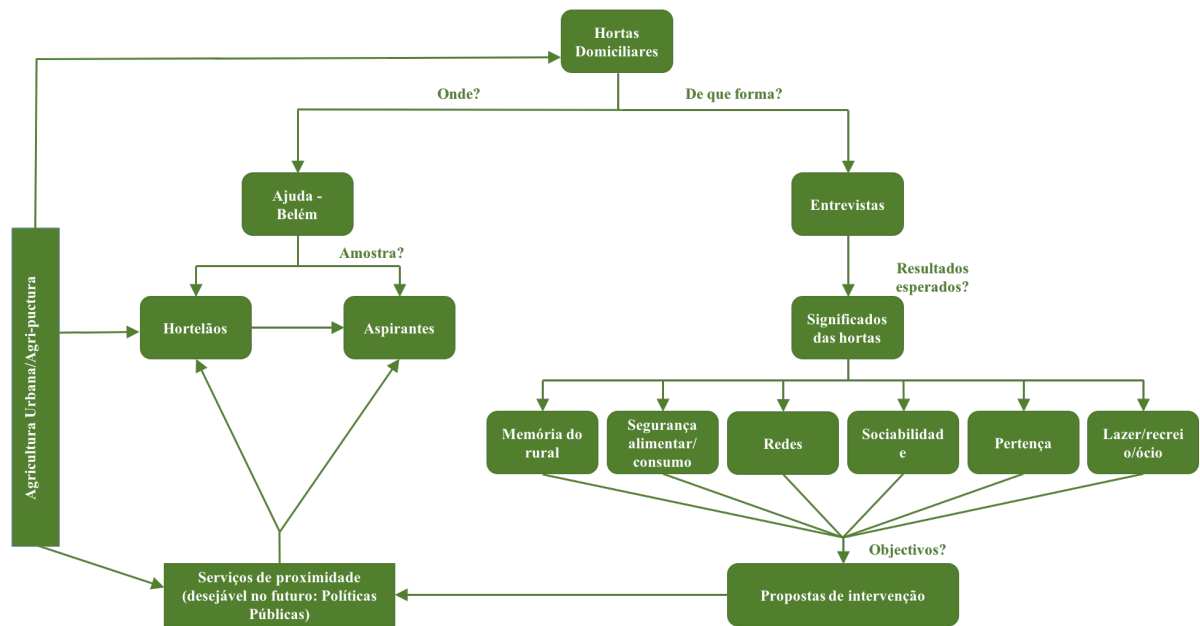 Hortas
Domiciliares
Onde?
De que forma?
Ajuda -
Belém
Entrevistas
Amostra?
Resultados
esperados?
Hortelãos
Aspirantes
Significados
das hortas
Agricultura Urbana/Agri-puctura
Memória do
rural
Segurança
alimentar/
consumo
Redes
Sociabilidad
e
Pertença
Lazer/recrei
o/ócio
Objectivos?
Serviços de proximidade
(desejável no futuro: Políticas
Públicas)
Propostas de intervenção